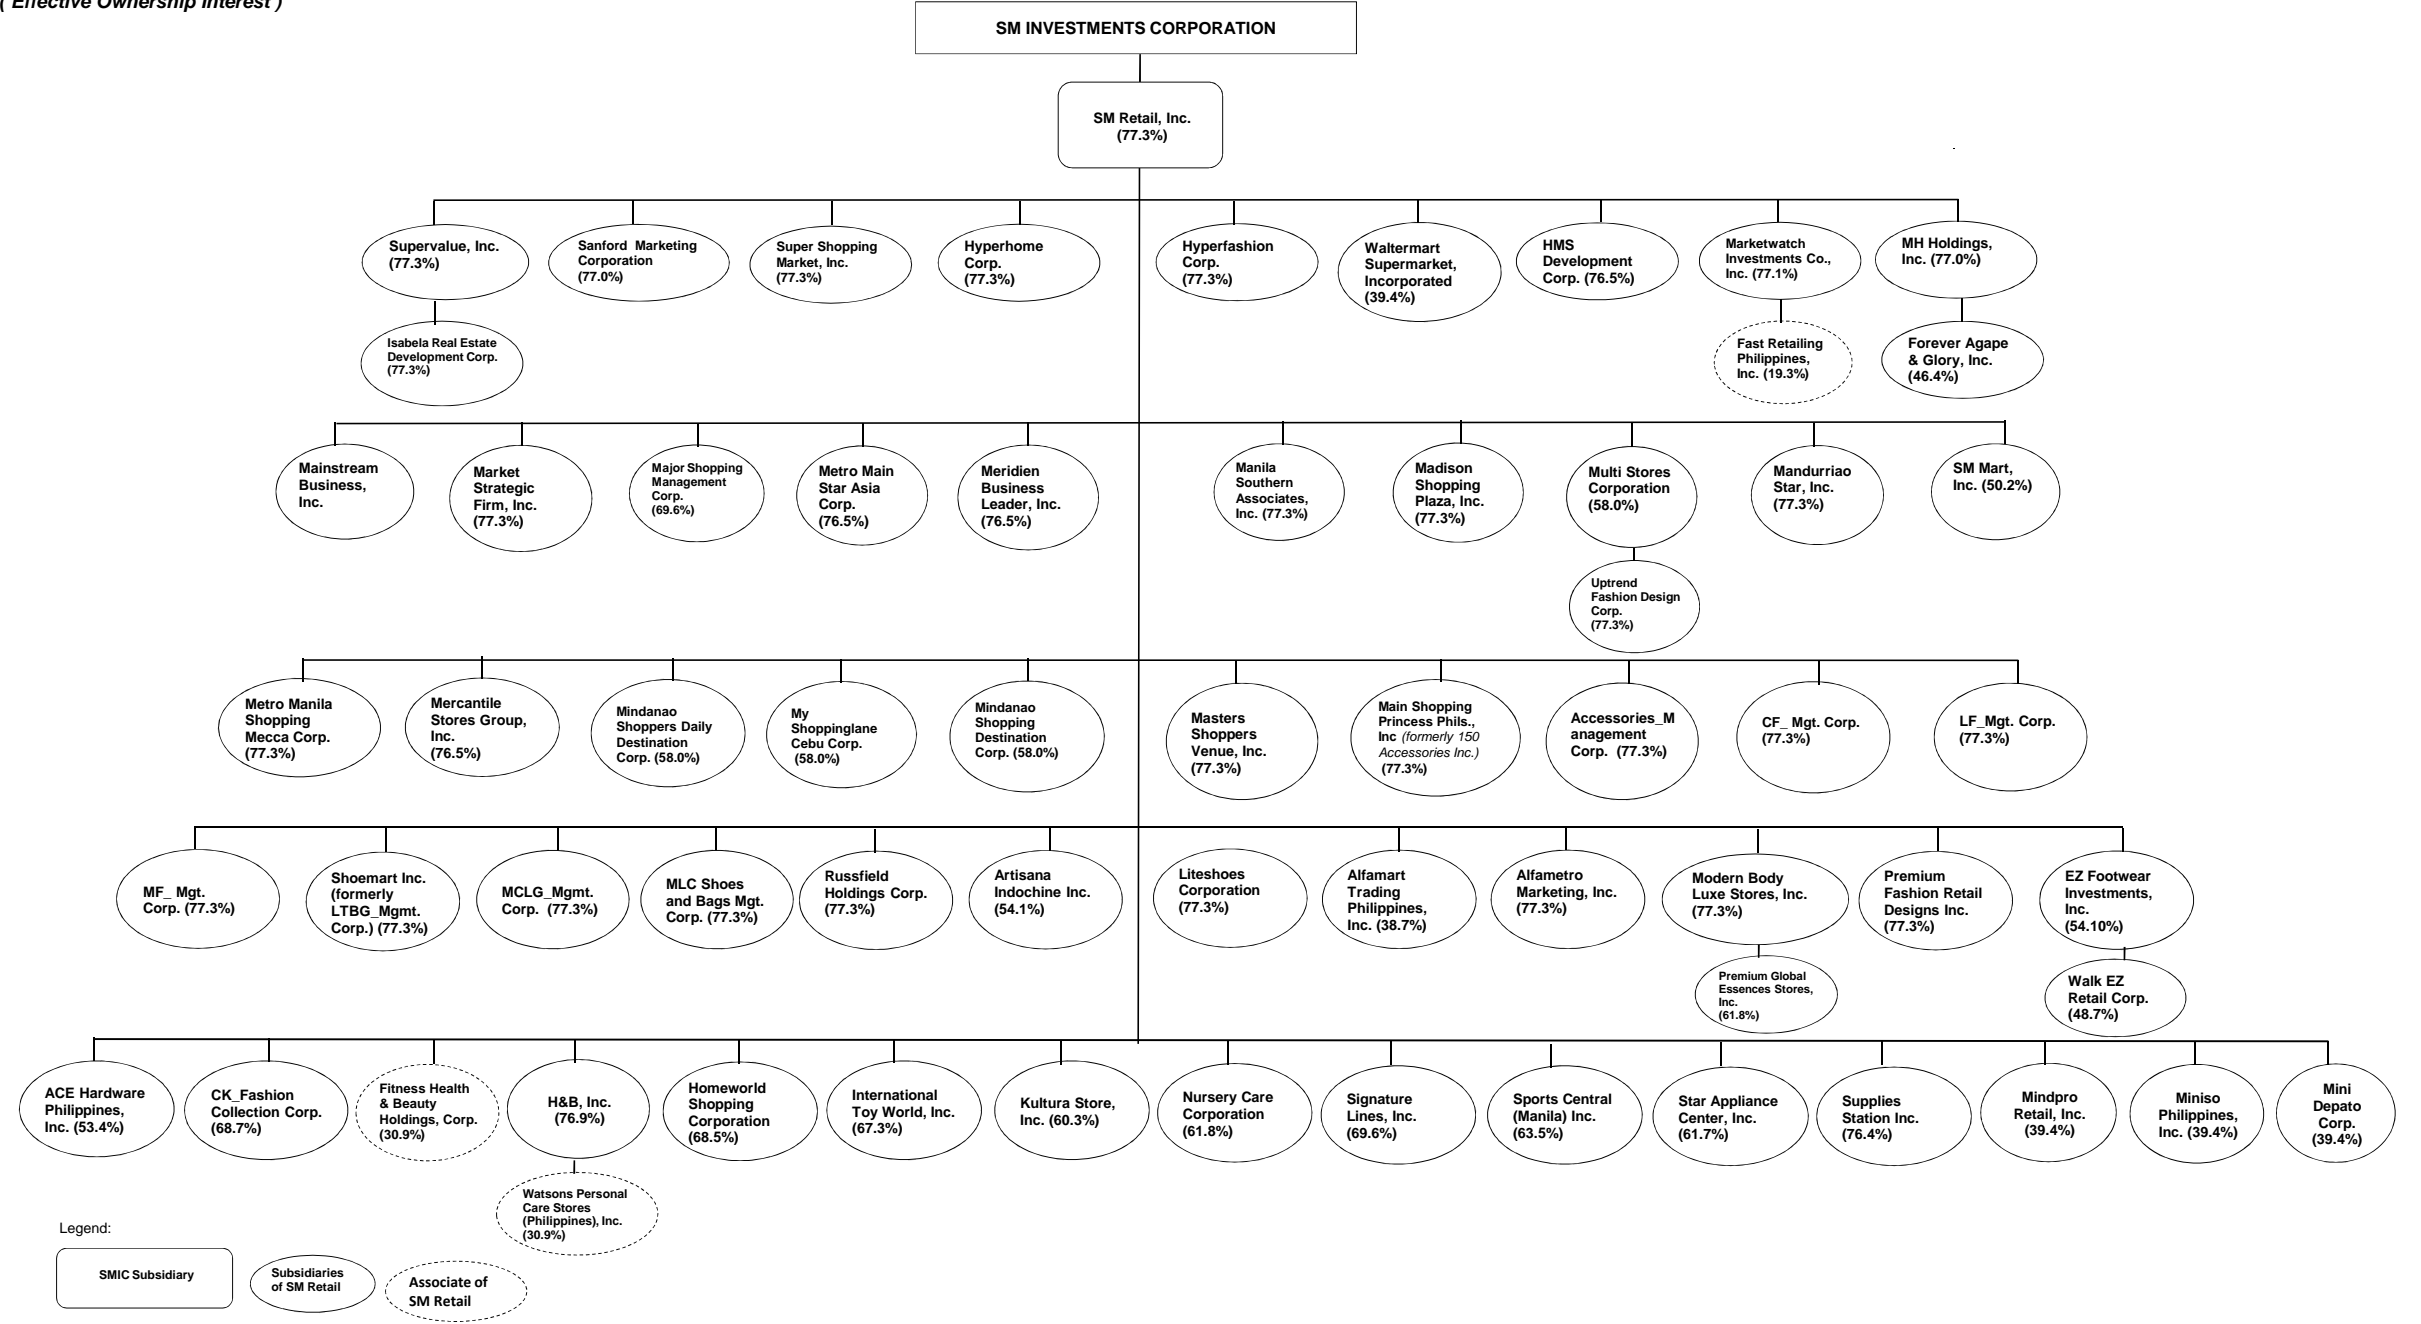 ( Effective Ownership Interest )
SM INVESTMENTS CORPORATION
SM Retail, Inc.
(77.3%)
Supervalue, Inc.
(77.3%)
Sanford Marketing
Corporation
(77.0%)
Super Shopping
Market, Inc.
(77.3%)
Hyperhome
Corp.
(77.3%)
Hyperfashion
Corp.
(77.3%)
Waltermart
Supermarket,
Incorporated
(39.4%)
HMS
Development
Corp. (76.5%)
Marketwatch
Investments Co.,
Inc. (77.1%)
MH Holdings,
Inc. (77.0%)
Isabela Real Estate
Development Corp.
(77.3%)
Fast Retailing
Philippines,
Inc. (19.3%)
Forever Agape
& Glory, Inc.
(46.4%)
Mainstream
Business,
Inc.
Market
Strategic
Firm, Inc.
(77.3%)
Major Shopping
Management
Corp.
(69.6%)
Metro Main
Star Asia
Corp.
(76.5%)
Meridien
Business
Leader, Inc.
(76.5%)
Manila
Southern
Associates,
Inc. (77.3%)
Madison
Shopping
Plaza, Inc.
(77.3%)
Multi Stores
Corporation
(58.0%)
Mandurriao
Star, Inc.
(77.3%)
SM Mart,
Inc. (50.2%)
Uptrend
Fashion Design
Corp.
(77.3%)
Metro Manila
Shopping
Mecca Corp.
(77.3%)
Mercantile
Stores Group,
Inc.
(76.5%)
Mindanao
Shoppers Daily
Destination
Corp. (58.0%)
My
Shoppinglane
Cebu Corp.
(58.0%)
Mindanao
Shopping
Destination
Corp. (58.0%)
Masters
Shoppers
Venue, Inc.
(77.3%)
Main Shopping
Princess Phils.,
Inc (formerly 150
Accessories Inc.)
(77.3%)
Accessories_M
anagement
Corp. (77.3%)
CF_ Mgt. Corp.
(77.3%)
LF_Mgt. Corp.
(77.3%)
MF_ Mgt.
Corp. (77.3%)
Shoemart Inc.
(formerly
LTBG_Mgmt.
Corp.) (77.3%)
MCLG_Mgmt.
Corp. (77.3%)
MLC Shoes
and Bags Mgt.
Corp. (77.3%)
Russfield
Holdings Corp.
(77.3%)
Artisana
Indochine Inc.
(54.1%)
Liteshoes
Corporation
(77.3%)
Alfamart
Trading
Philippines,
Inc. (38.7%)
Alfametro
Marketing, Inc.
(77.3%)
Modern Body
Luxe Stores, Inc.
(77.3%)
Premium
Fashion Retail
Designs Inc.
(77.3%)
EZ Footwear
Investments,
Inc.
(54.10%)
Premium Global
Essences Stores,
Inc.
(61.8%)
Walk EZ
Retail Corp.
(48.7%)
ACE Hardware
Philippines,
Inc. (53.4%)
CK_Fashion
Collection Corp.
(68.7%)
Fitness Health
& Beauty
Holdings, Corp.
(30.9%)
H&B, Inc.
(76.9%)
Homeworld
Shopping
Corporation
(68.5%)
International
Toy World, Inc.
(67.3%)
Kultura Store,
Inc. (60.3%)
Nursery Care
Corporation
(61.8%)
Signature
Lines, Inc.
(69.6%)
Sports Central
(Manila) Inc.
(63.5%)
Star Appliance
Center, Inc.
(61.7%)
Supplies
Station Inc.
(76.4%)
Mindpro
Retail, Inc.
(39.4%)
Miniso
Philippines,
Inc. (39.4%)
Mini
Depato
Corp.
(39.4%)
Watsons Personal
Care Stores
(Philippines), Inc.
(30.9%)
Legend:
SMIC Subsidiary
Subsidiaries
of SM Retail
Associate of
SM Retail